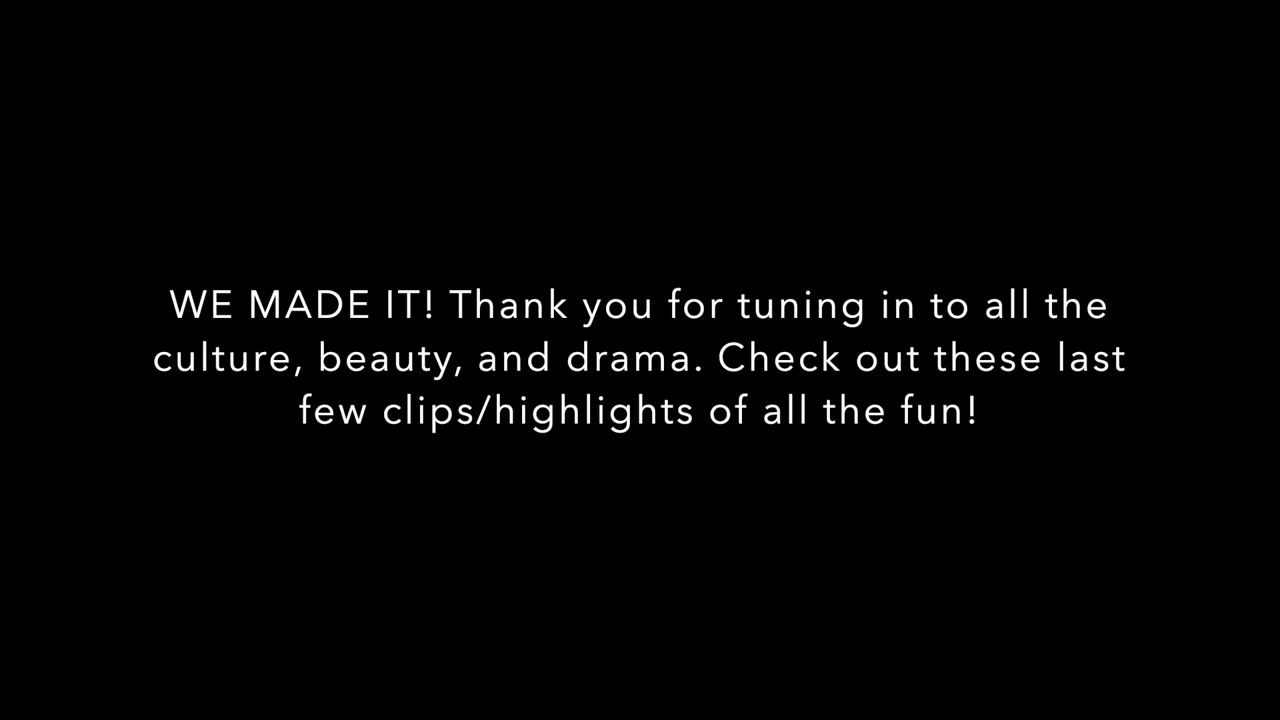 WE MADE IT! Thank you for tuning in to all the
culture, beauty, and drama. Check out these last
few clips/highlights of all the fun!